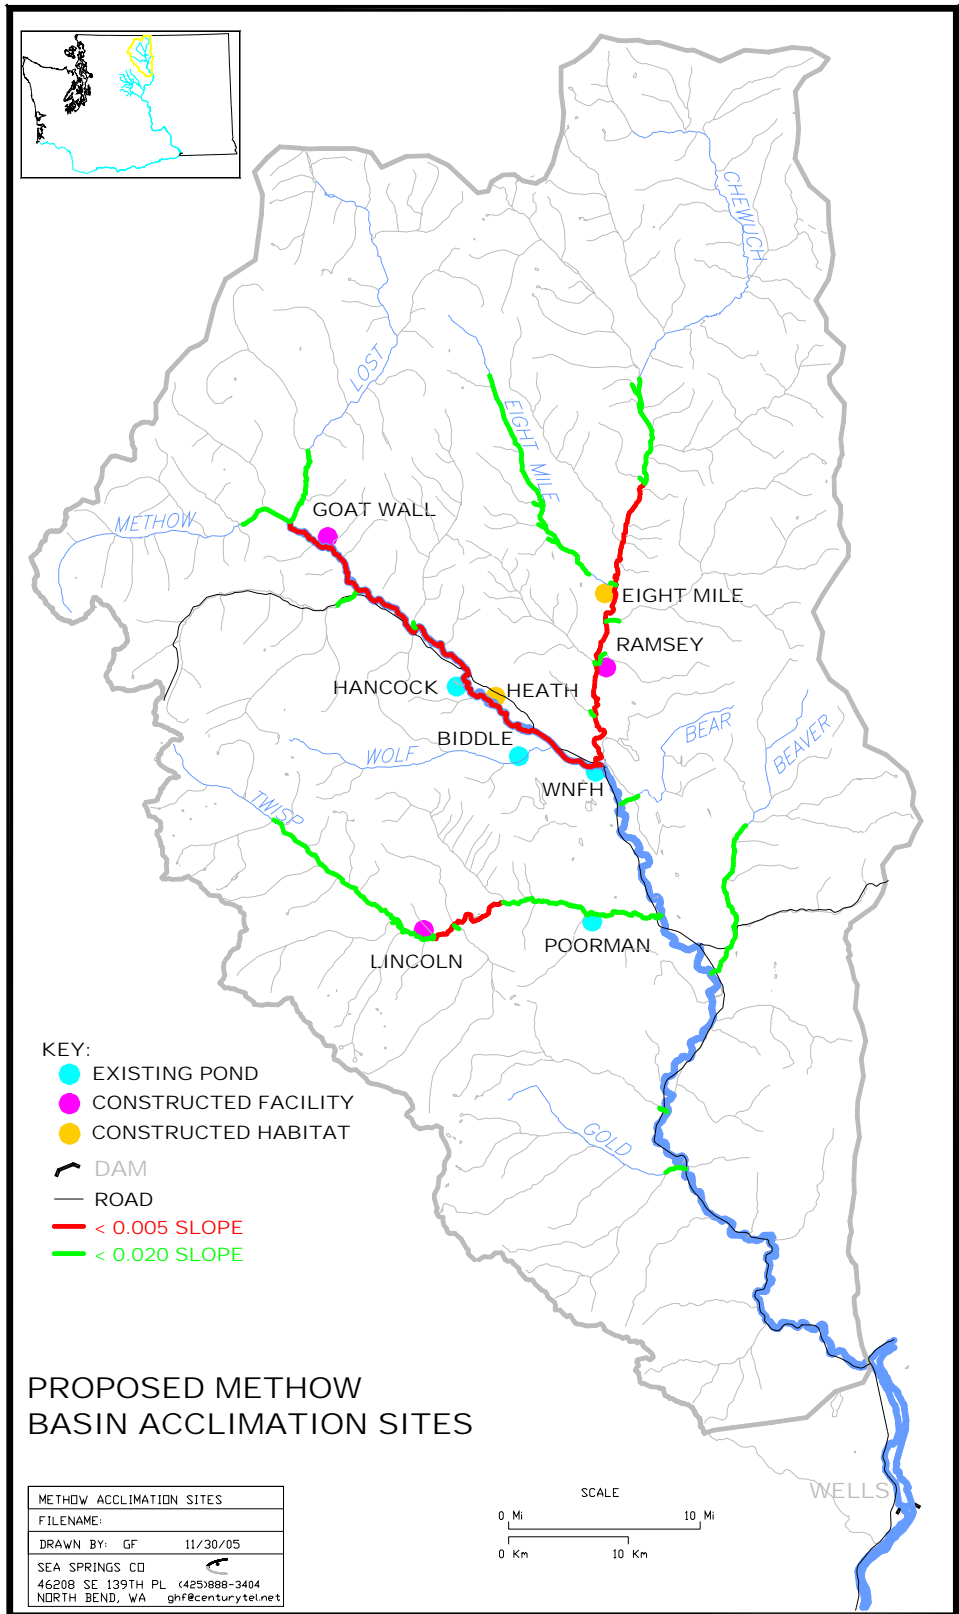 CHEWUCH
LOST
EIGHT MILE
GOAT WALL
METHOW
EIGHT MILE
RAMSEY
HANCOCK
HEATH
BEAR
BIDDLE
BEAVER
WOLF
WNFH
TWISP
POORMAN
LINCOLN
KEY:
EXISTING POND
CONSTRUCTED FACILITY
CONSTRUCTED HABITAT
DAM
ROAD
< 0.005 SLOPE
< 0.020 SLOPE
GOLD
PROPOSED METHOW
BASIN ACCLIMATION SITES
WELLS
METHOW ACCLIMATION SITES
FILENAME:
DRAWN BY: GF 11/30/05
SEA SPRINGS CO
46208 SE 139TH PL (425)888-3404
NORTH BEND, WA ghf@centurytel.net
SCALE
0 Mi 10 Mi
0 Km 10 Km